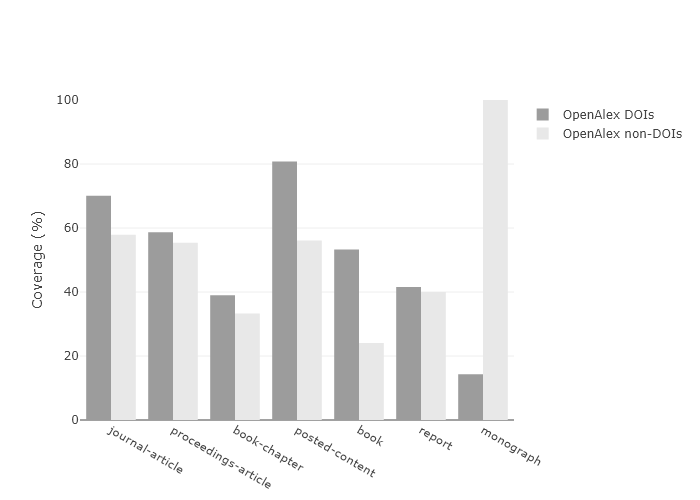 100
80
60
40
20
0
Coverage (%)
OpenAlex DOIs
OpenAlex non-DOIs
journal-article
proceedings-article
book-chapter
posted-content
book
report
monograph